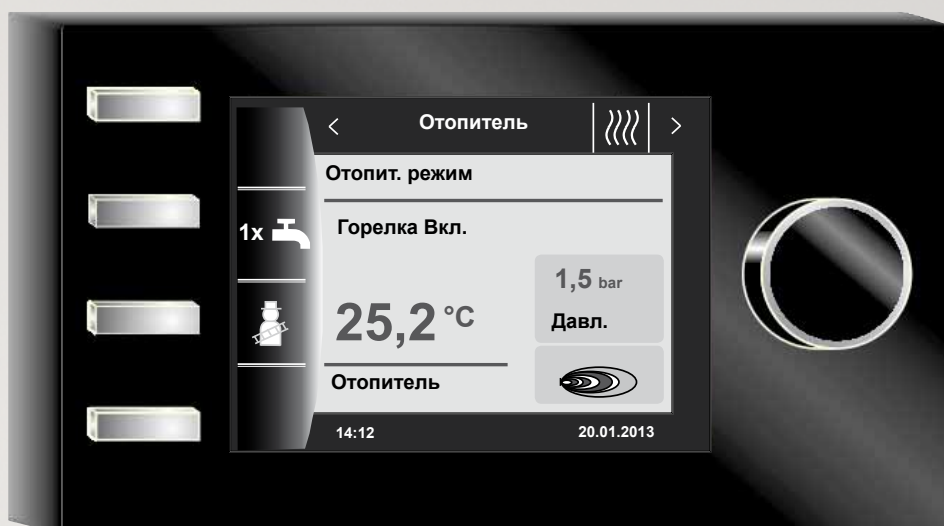 Отопитель
Отопит. режим
1x
Горелка Вкл.
1,5 bar
25,2 °C
Давл.
Отопитель
14:12
20.01.2013